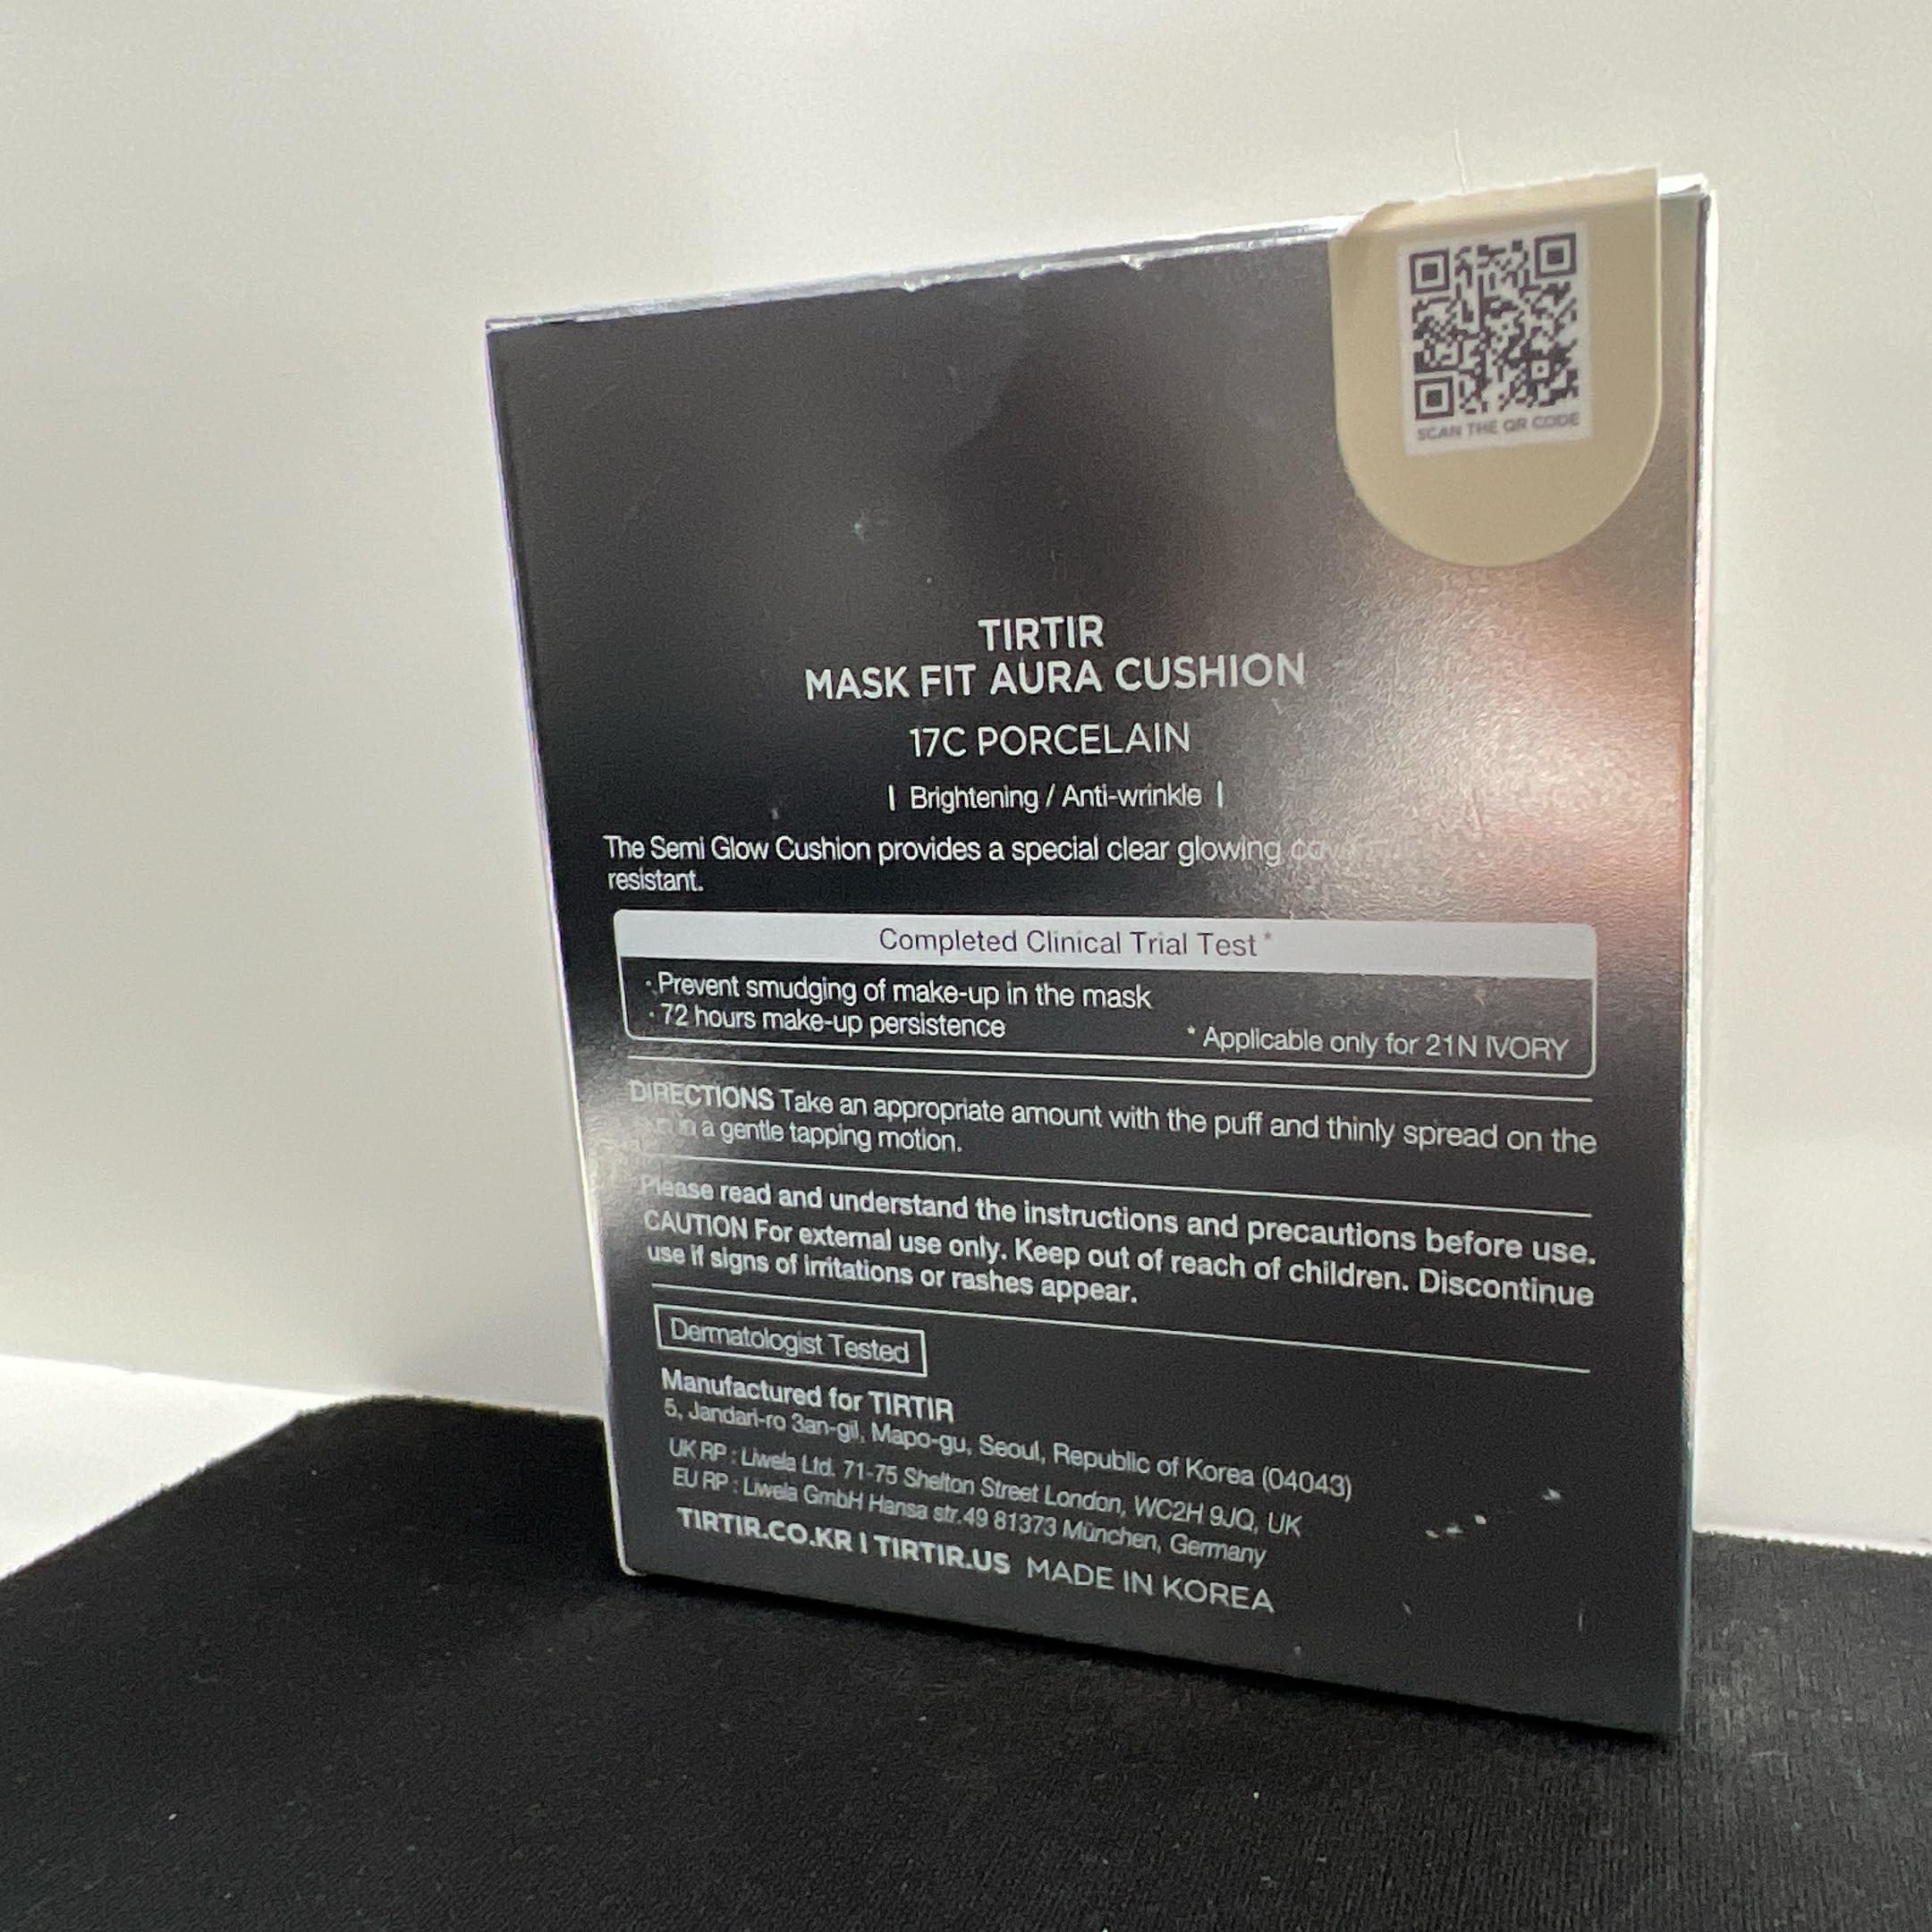 SCAN THE QR CODE
TIRTIR
MASK FIT AURA CUSHION
17C PORCELAIN
| Brightening / Anti-wrinkle |
The Semi Glow Cushion provides a special clear glowing
resistant.
Completed Clinical Trial Test*
· Prevent smudging of make-up in the mask
· 72 hours make-up persistence
* Applicable only for 21N IVORY
DIRECTIONS Take an appropriate amount with the puff and thinly spread on the
in a gentle tapping motion.
Please read and understand the instructions and precautions before use.
CAUTION For external use only. Keep out of reach of children. Discontinue
use if signs of irritations or rashes appear.
Dermatologist Tested
Manufactured for TIRTIR
5, Jandari-ro 3an-gil, Mapo-gu, Seoul, Republic of Korea (04043)
UK RP : Liwela Ltd. 71-75 Shelton Street London, WC2H 9JQ, UK
EU RP : Liwela GmbH Hansa str.49 81373 München, Germany
TIRTIR.CO.KR | TIRTIR.US MADE IN KOREA